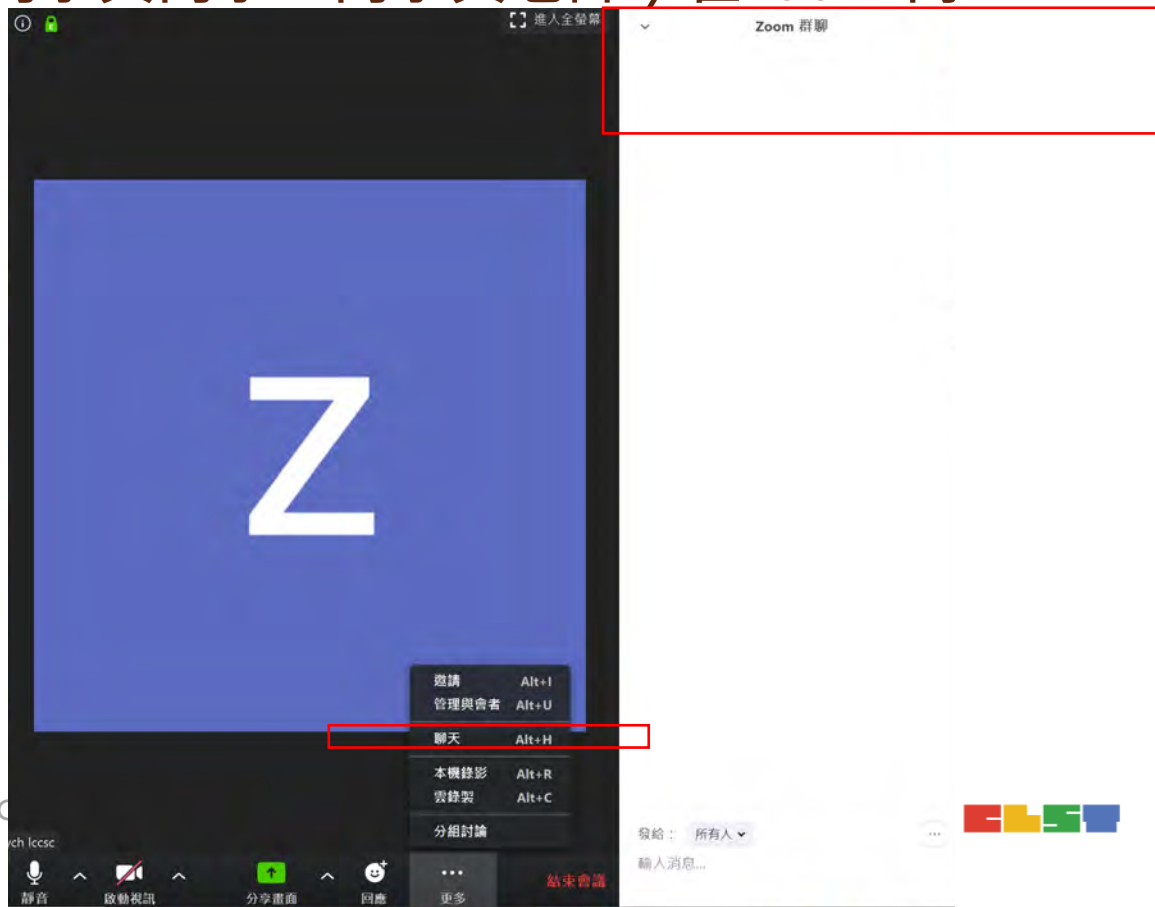 進入全螢幕
Zoom 群聊
Z
邀請 Alt+I
管理與會者 Alt+U
聊天 Alt+H
本機錄影 Alt+R
雲錄製 Alt+C
分組討論
發給： 所有人
輸入消息...
ych lccsc
靜音
啟動視訊
分享畫面
回應
更多
結束會議